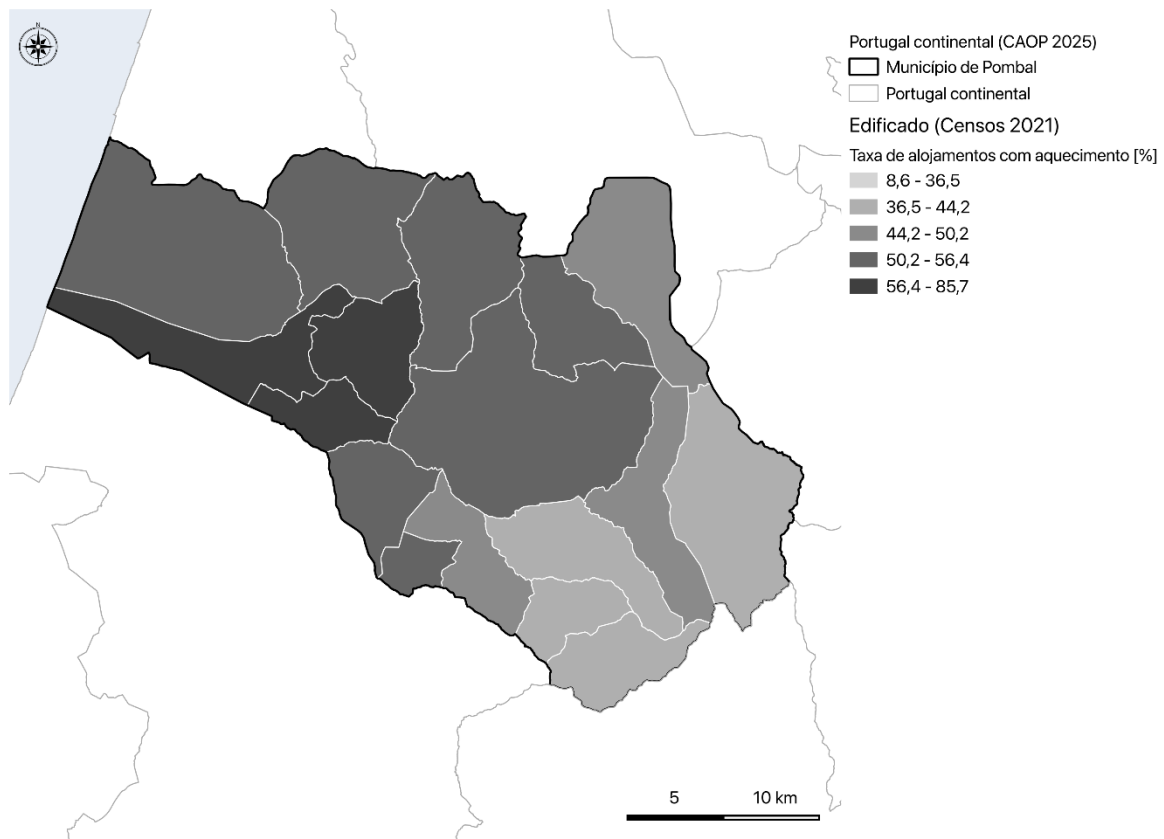 N
Portugal continental (CAOP 2025)
Município de Pombal
Portugal continental
Edificado (Censos 2021)
Taxa de alojamentos com aquecimento [%]
8,6 - 36,5
36,5 - 44,2
44,2 - 50,2
50,2 - 56,4
56,4 - 85,7
5 10 km